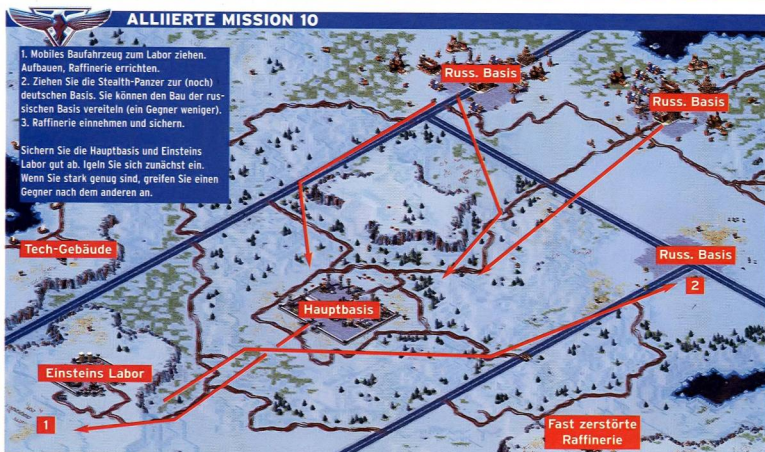 ALLIIERTE MISSION 10
1. Mobiles Baufahrzeug zum Labor ziehen.
Aufbauen, Raffinerie errichten.
2. Ziehen Sie die Stealth-Panzer zur (noch)
deutschen Basis. Sie können den Bau der rus-
sischen Basis vereiteln (ein Gegner weniger).
3. Raffinerie einnehmen und sichern.
Sichern Sie die Hauptbasis und Einsteins
Labor gut ab. Igeln Sie sich zunächst ein.
Wenn Sie stark genug sind, greifen Sie einen
Gegner nach dem anderen an.
Russ. Basis
Russ. Basis
Tech-Gebäude
Russ. Basis
2
Hauptbasis
Einsteins Labor
1
Fast zerstörte
Raffinerie